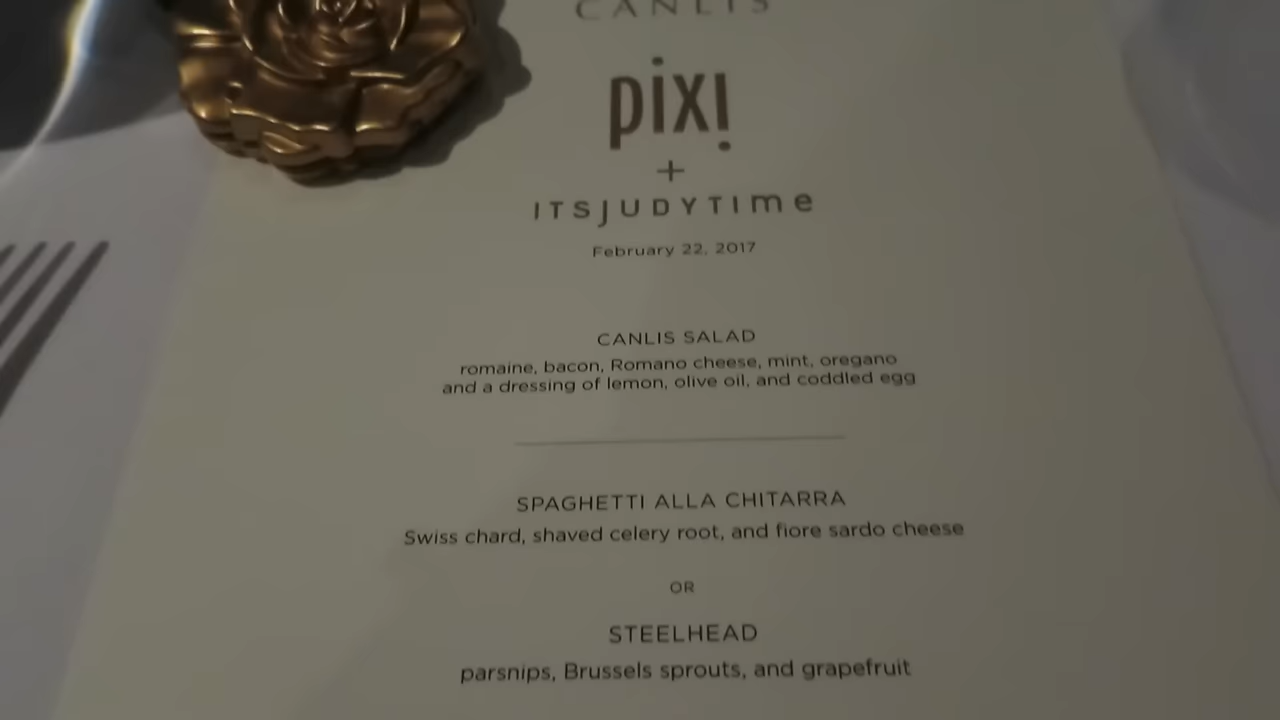 CANLIS
pixi
+
ITSJUDYTIme
February 22, 2017
CANLIS SALAD
romaine, bacon, Romano cheese, mint, oregano
and a dressing of lemon, olive oil, and coddled egg
SPAGHETTI ALLA CHITARRA
Swiss chard, shaved celery root, and fiore sardo cheese
OR
STEELHEAD
parsnips, Brussels sprouts, and grapefruit